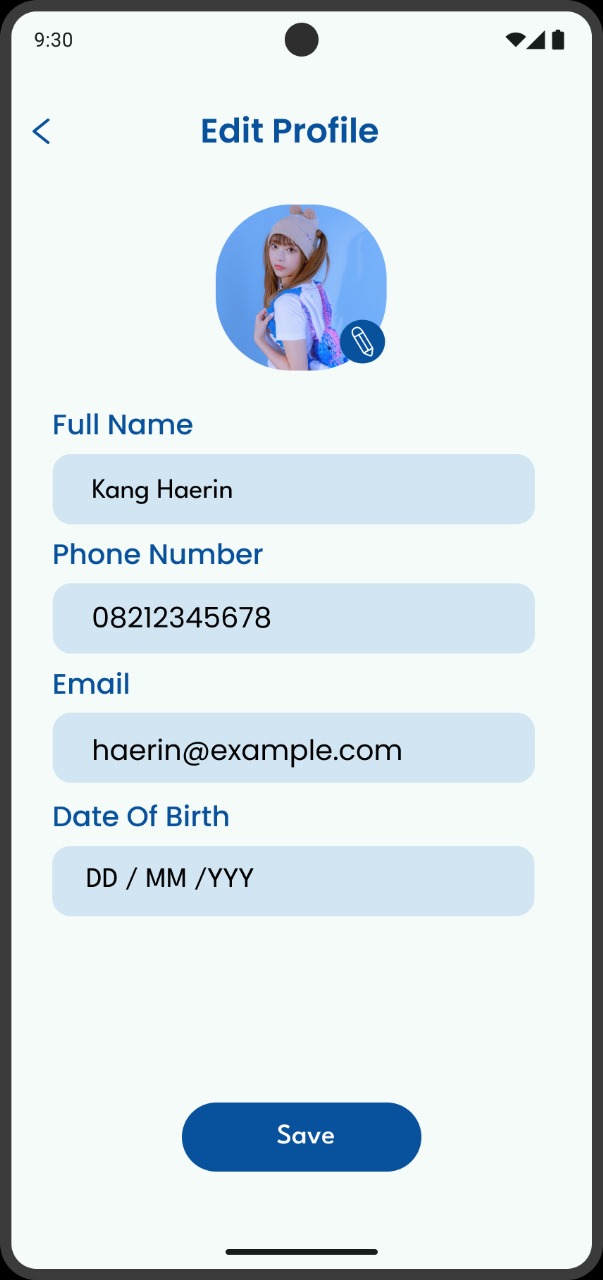 9:30
Edit Profile
Full Name
Kang Haerin
Phone Number
08212345678
Email
haerin@example.com
Date Of Birth
DD / MM /YYY
Save